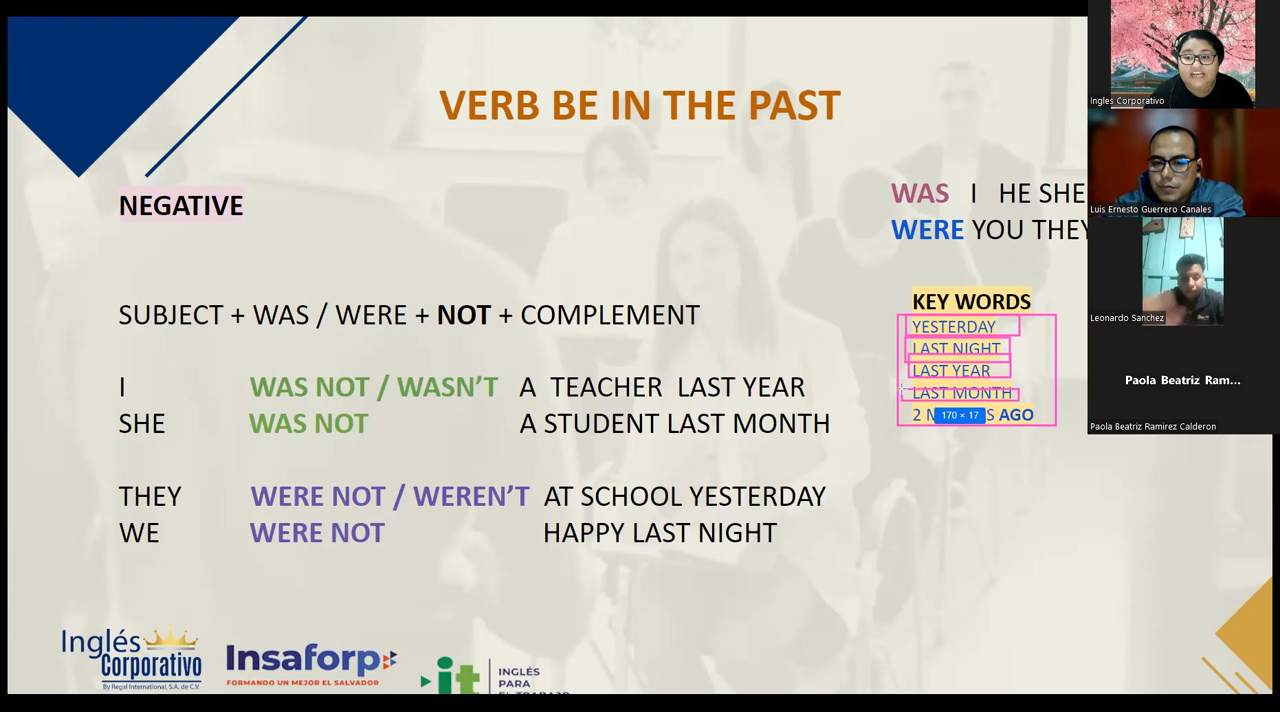 VERB BE IN THE PAST
NEGATIVE
WAS I HE SHE
WERE YOU THEY
SUBJECT + WAS / WERE + NOT + COMPLEMENT
KEY WORDS
YESTERDAY
LAST NIGHT
LAST YEAR
LAST MONTH
2 AGO
170 × 17
I WAS NOT / WASN'T A TEACHER LAST YEAR
SHE WAS NOT A STUDENT LAST MONTH
THEY WERE NOT / WEREN'T AT SCHOOL YESTERDAY
WE WERE NOT HAPPY LAST NIGHT
Inglés Corporativo
By Regal International, S.A. de C.V.
Insaforp
FORMANDO UN MEJOR EL SALVADOR
it
INGLÉS
PARA
Ingles Corporativo
Luis Ernesto Guerrero Canales
Leonardo Sanchez
Paola Beatriz Ram...
Paola Beatriz Ramirez Calderon